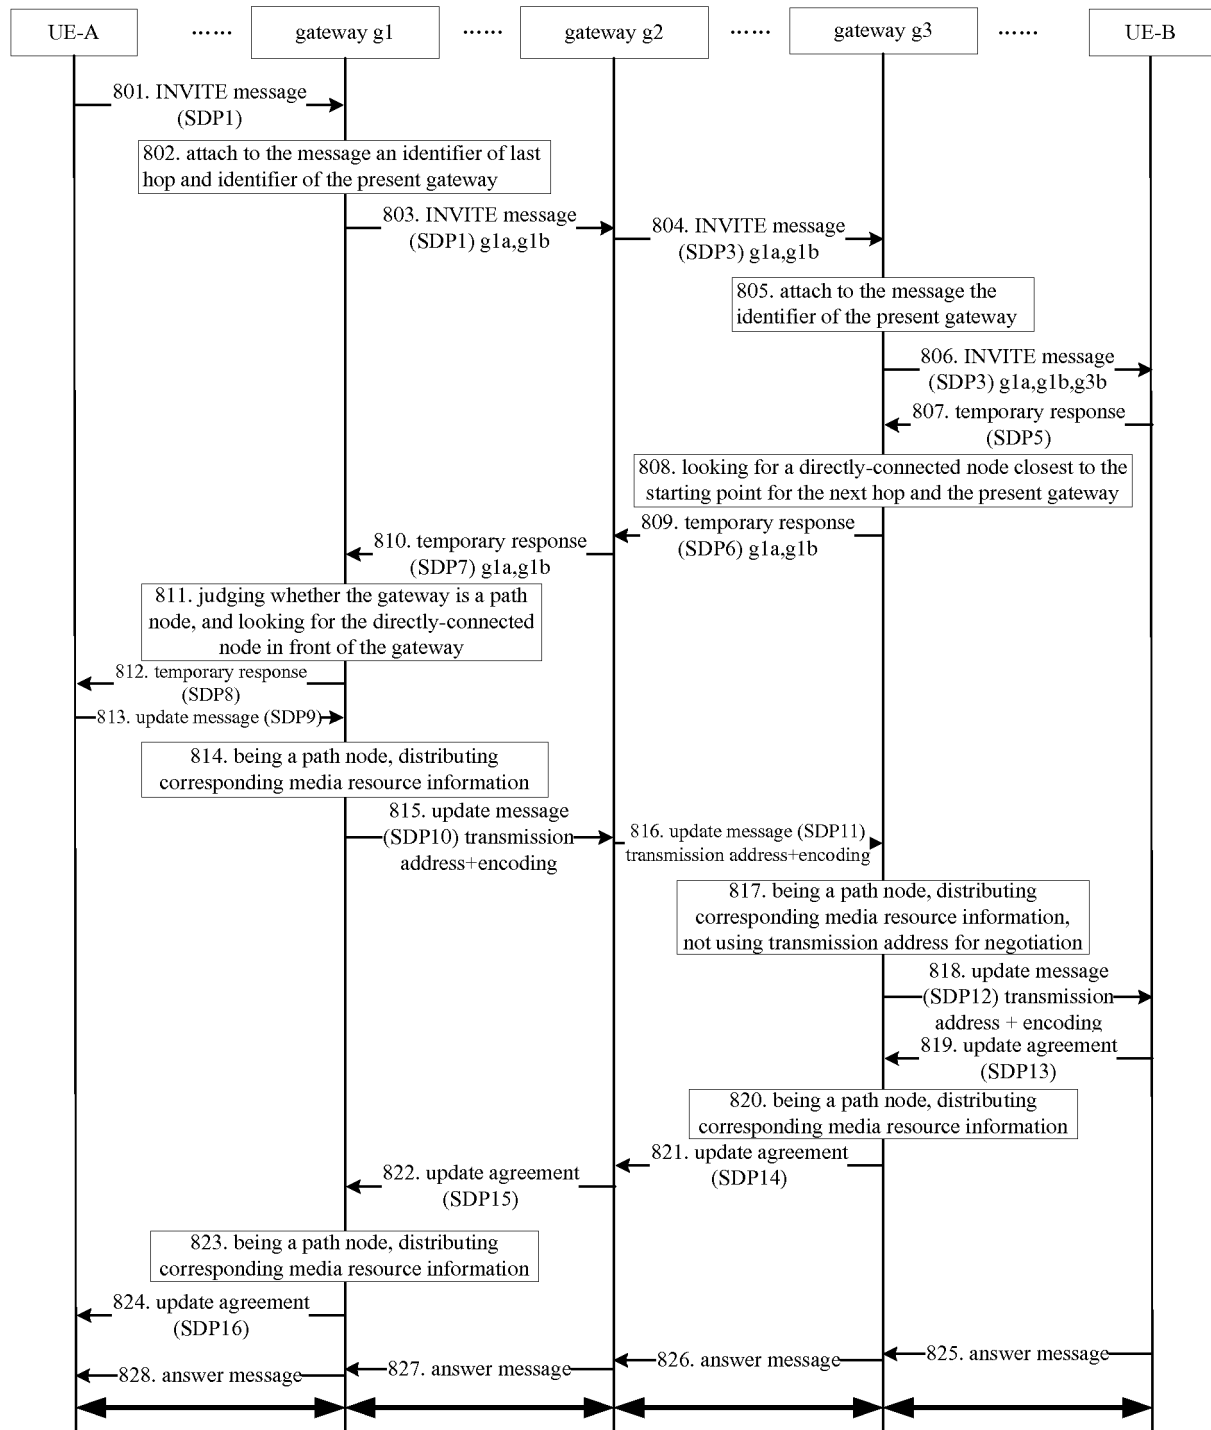 UE-A
......
gateway g1
......
gateway g2
......
gateway g3
......
UE-B
801. INVITE message
(SDP1)
802. attach to the message an identifier of last
hop and identifier of the present gateway
803. INVITE message
(SDP1) g1a,g1b
804. INVITE message
(SDP3) g1a,g1b
805. attach to the message the
identifier of the present gateway
806. INVITE message
(SDP3) g1a,g1b,g3b
807. temporary response
(SDP5)
808. looking for a directly-connected node closest to the
starting point for the next hop and the present gateway
809. temporary response
(SDP6) g1a,g1b
810. temporary response
(SDP7) g1a,g1b
811. judging whether the gateway is a path
node, and looking for the directly-connected
node in front of the gateway
812. temporary response
(SDP8)
813. update message (SDP9)
814. being a path node, distributing
corresponding media resource information
815. update message
(SDP10) transmission
address+encoding
816. update message (SDP11)
transmission address+encoding
817. being a path node, distributing
corresponding media resource information,
not using transmission address for negotiation
818. update message
(SDP12) transmission
address + encoding
819. update agreement
(SDP13)
820. being a path node, distributing
corresponding media resource information
821. update agreement
(SDP14)
822. update agreement
(SDP15)
823. being a path node, distributing
corresponding media resource information
824. update agreement
(SDP16)
825. answer message
826. answer message
827. answer message
828. answer message